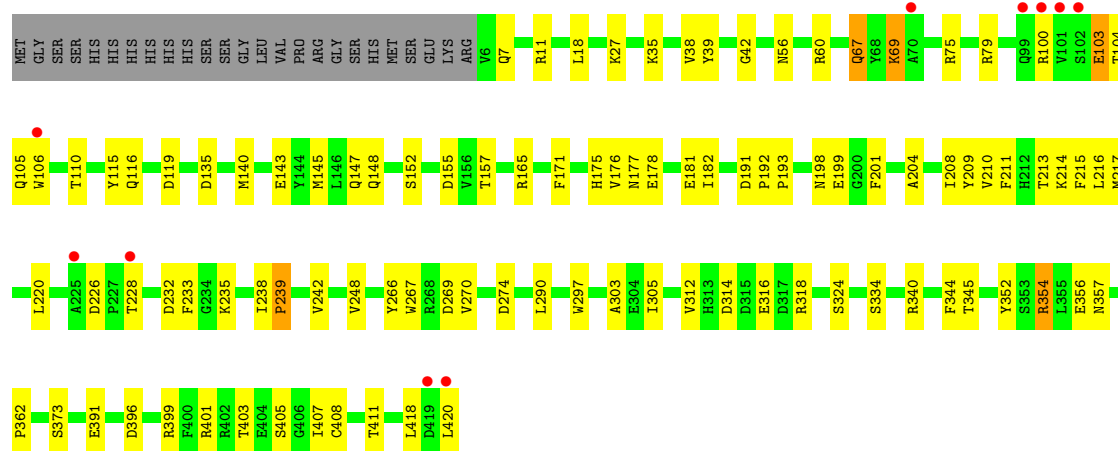 MET GLY SER SER HIS HIS HIS HIS HIS HIS SER SER GLY LEU VAL PRO ARG GLY SER HIS MET SER GLU LYS ARG V6 Q7 R11 L18 K27 K35 V38 Y39 G42 N56 R60 Q67 Y68 K69 A70 R75 R79 Q99 R100 V101 S102 E103 T104
Q105 W106 T110 Y115 Q116 D119 D135 M140 E143 Y144 M145 L146 Q147 Q148 S152 D155 V156 T157 R165 F171 H175 V176 N177 E178 E181 I182 D191 P192 P193 N198 E199 G200 F201 A204 I208 Y209 V210 F211 H212 T213 K214 F215 L216 M217
L220 A225 D226 P227 T228 D232 F233 G234 K235 I238 P239 V242 V248 Y266 W267 R268 D269 V270 D274 L290 W297 A303 E304 I305 V312 H313 D314 D315 E316 D317 R318 S324 S334 R340 F344 T345 Y352 S353 R354 L355 E356 N357
P362 S373 E391 D396 R399 F400 R401 R402 T403 E404 S405 G406 I407 C408 T411 L418 D419 L420